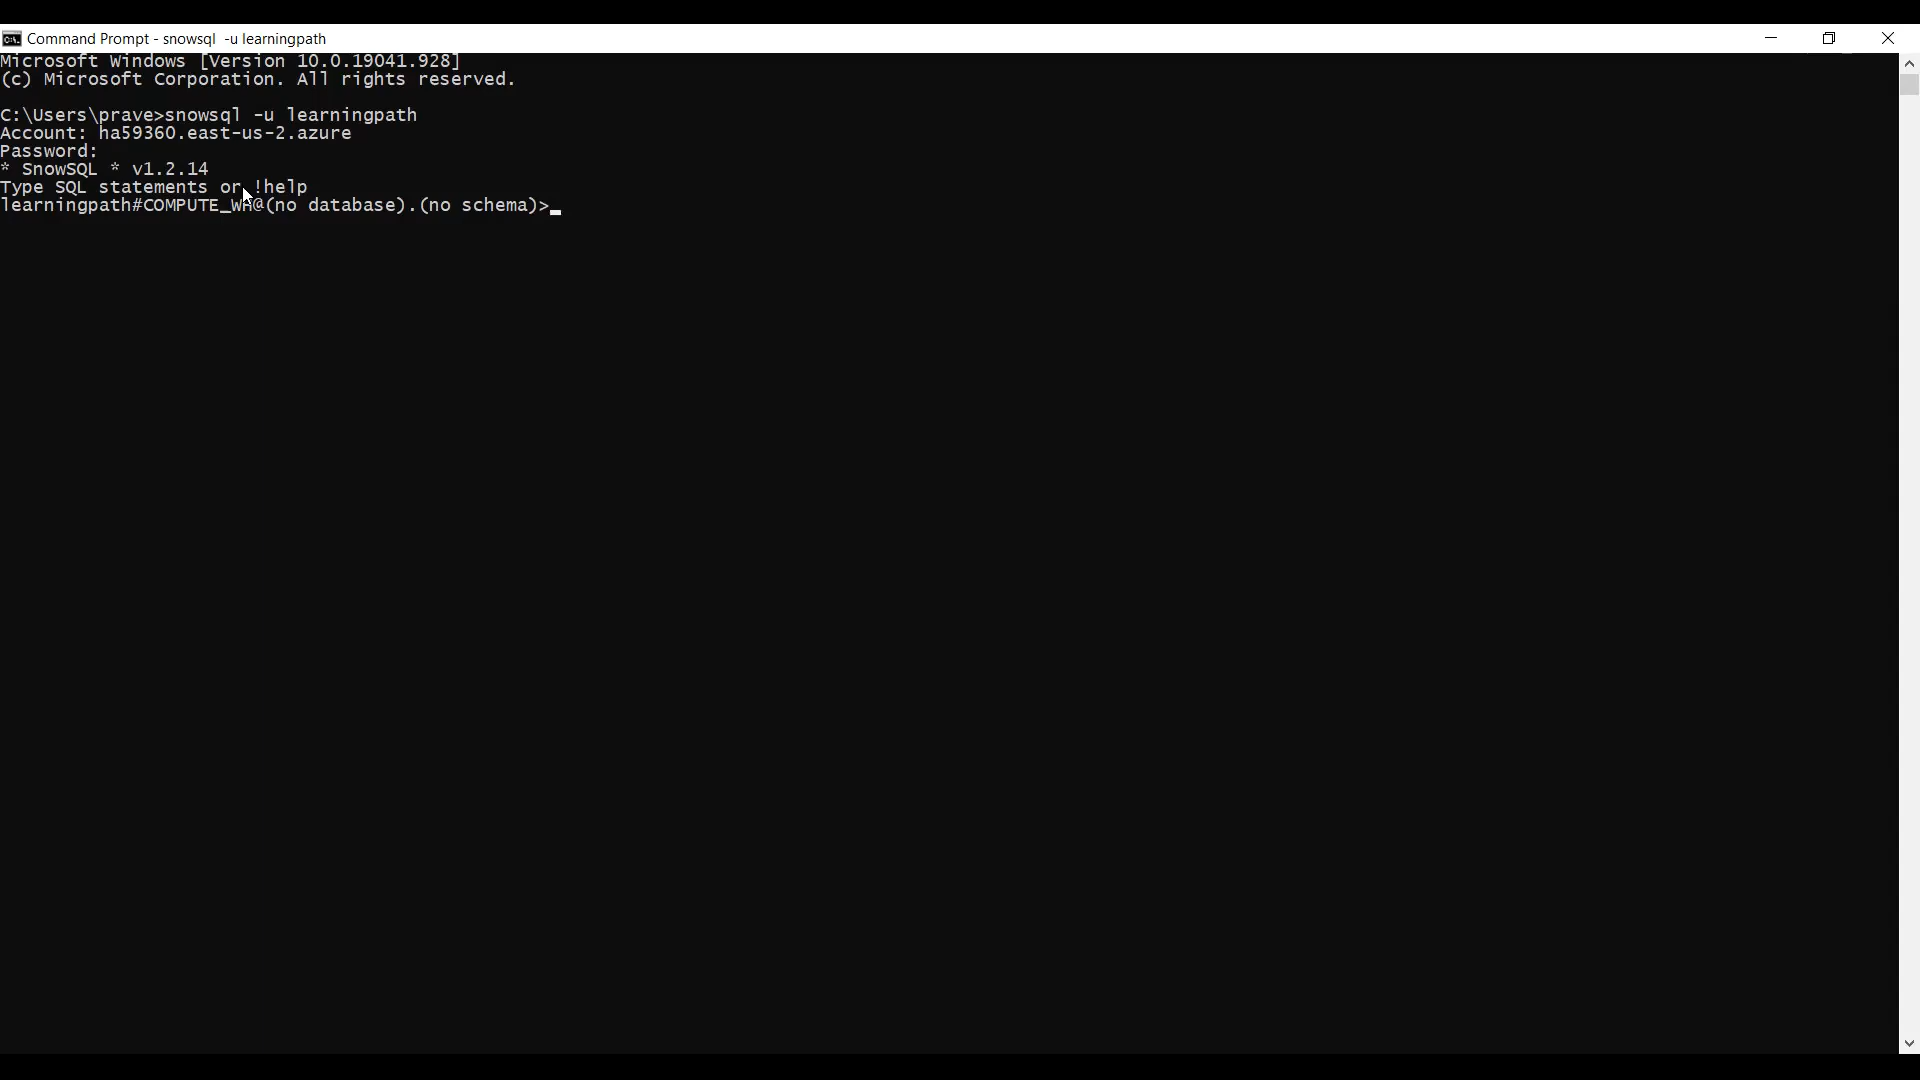 Command Prompt - snowsql -u learningpath
Microsoft Windows [Version 10.0.19041.928]
(c) Microsoft Corporation. All rights reserved.
C:\Users\prave>snowsql -u learningpath
Account: ha59360.east-us-2.azure
Password:
* SnowSQL * v1.2.14
Type SQL statements or !help
learningpath#COMPUTE_WH@(no database).(no schema)>